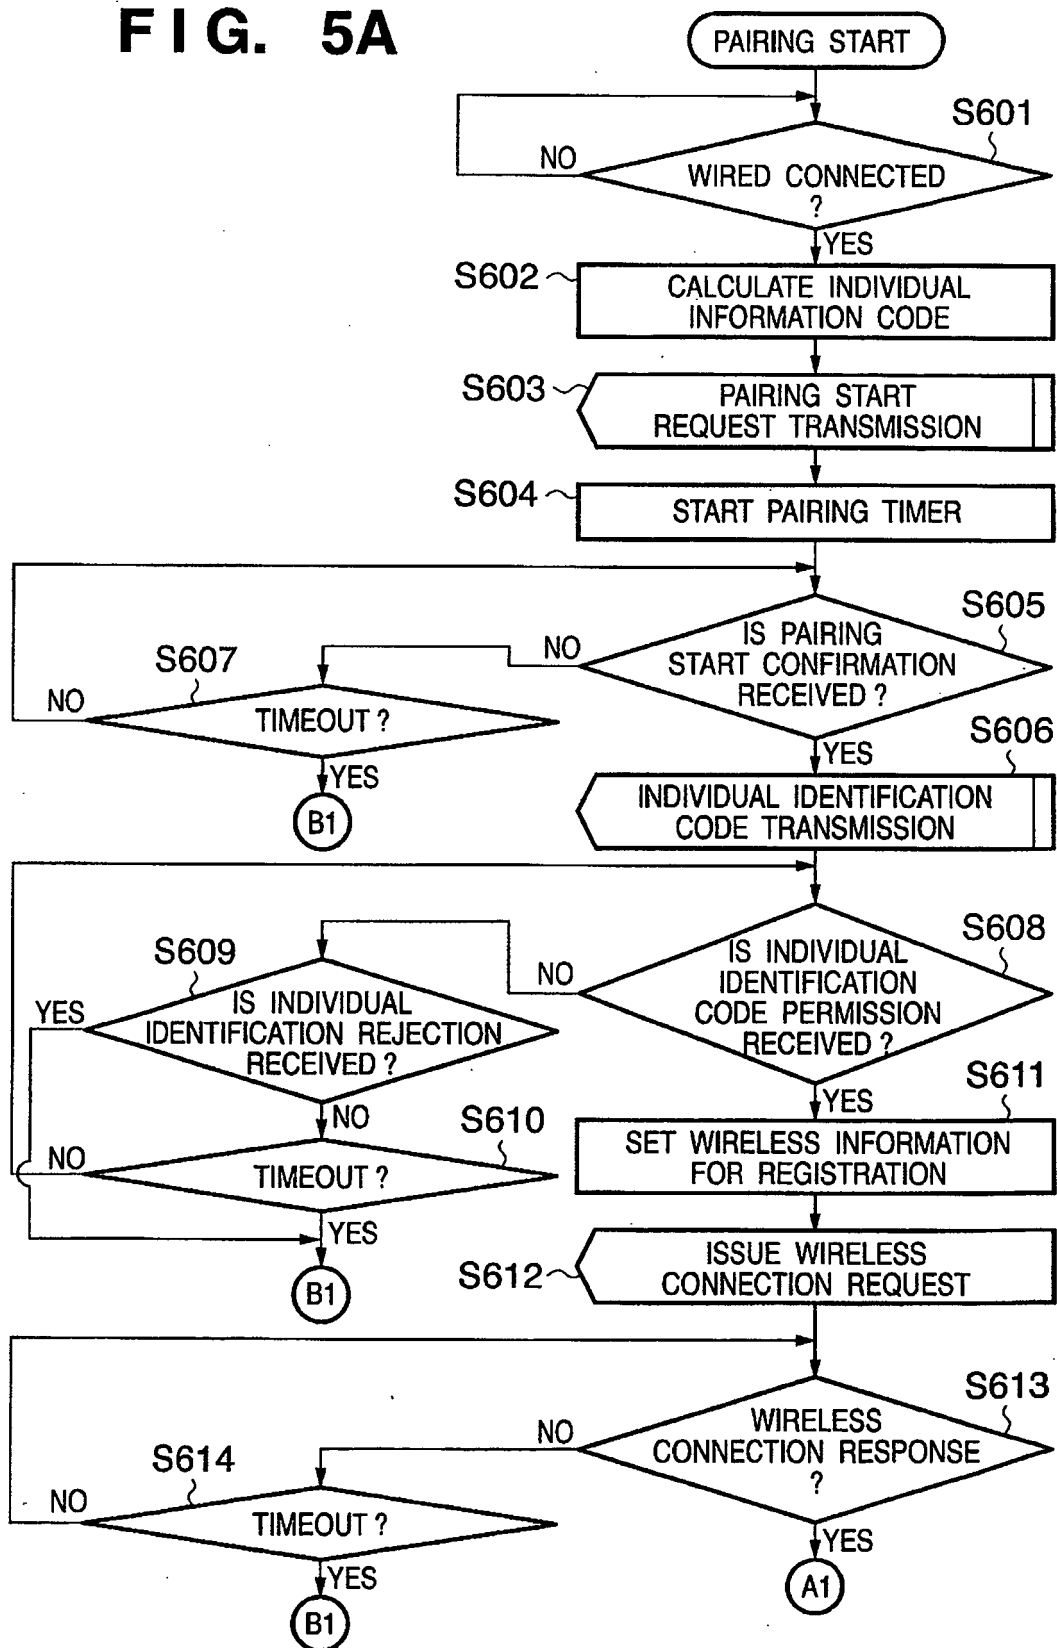 FIG. 5A
PAIRING START
S601
NO
WIRED CONNECTED
?
YES
S602
CALCULATE INDIVIDUAL
INFORMATION CODE
S603
PAIRING START
REQUEST TRANSMISSION
S604
START PAIRING TIMER
S605
IS PAIRING
START CONFIRMATION
RECEIVED ?
NO
S607
NO
TIMEOUT ?
YES
B1
YES
S606
INDIVIDUAL IDENTIFICATION
CODE TRANSMISSION
S608
IS INDIVIDUAL
IDENTIFICATION
CODE PERMISSION
RECEIVED ?
NO
S609
YES
IS INDIVIDUAL
IDENTIFICATION REJECTION
RECEIVED ?
NO
S610
NO
TIMEOUT ?
YES
B1
YES
S611
SET WIRELESS INFORMATION
FOR REGISTRATION
S612
ISSUE WIRELESS
CONNECTION REQUEST
S613
WIRELESS
CONNECTION RESPONSE
?
NO
S614
NO
TIMEOUT ?
YES
B1
YES
A1